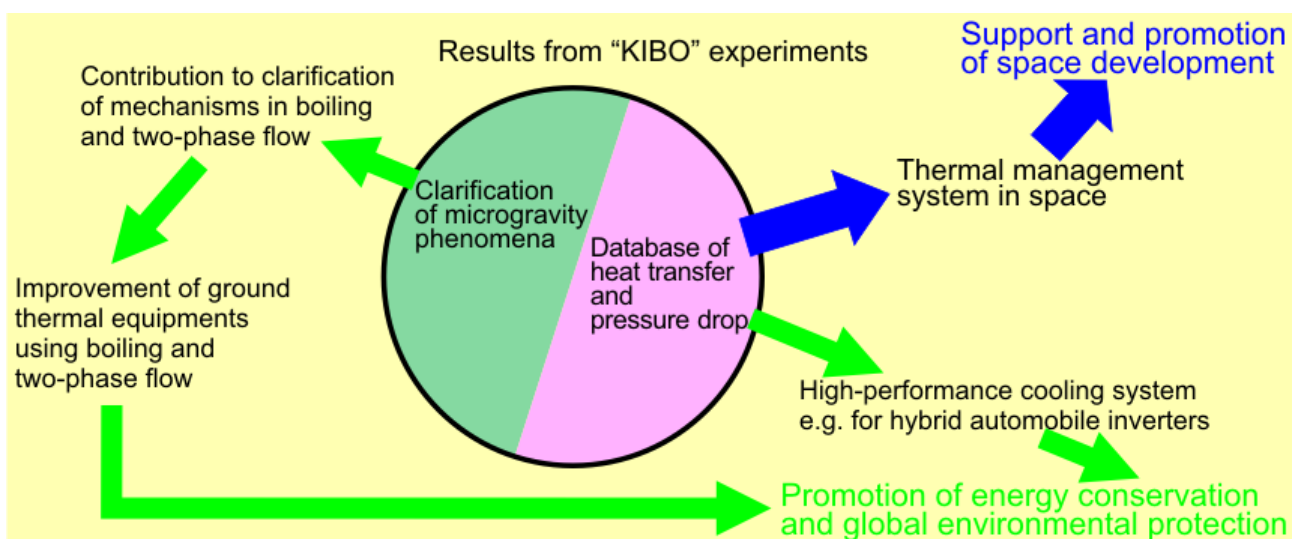 Results from “KIBO” experiments
Contribution to clarification
of mechanisms in boiling
and two-phase flow
Improvement of ground
thermal equipments
using boiling and
two-phase flow
Clarification
of microgravity
phenomena
Database of
heat transfer
and
pressure drop
Support and promotion
of space development
Thermal management
system in space
High-performance cooling system
e.g. for hybrid automobile inverters
Promotion of energy conservation
and global environmental protection